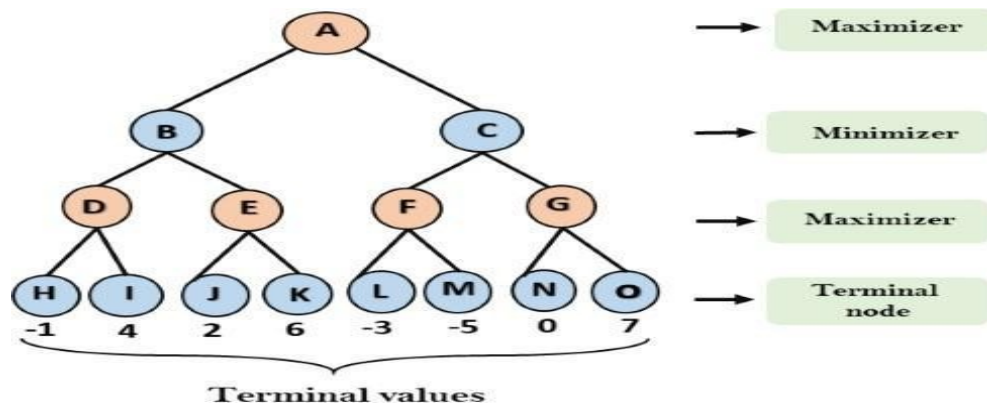 A
Maximizer
B C
Minimizer
D E F G
Maximizer
H I J K L M N O
Terminal
node
-1 4 2 6 -3 -5 0 7
Terminal values